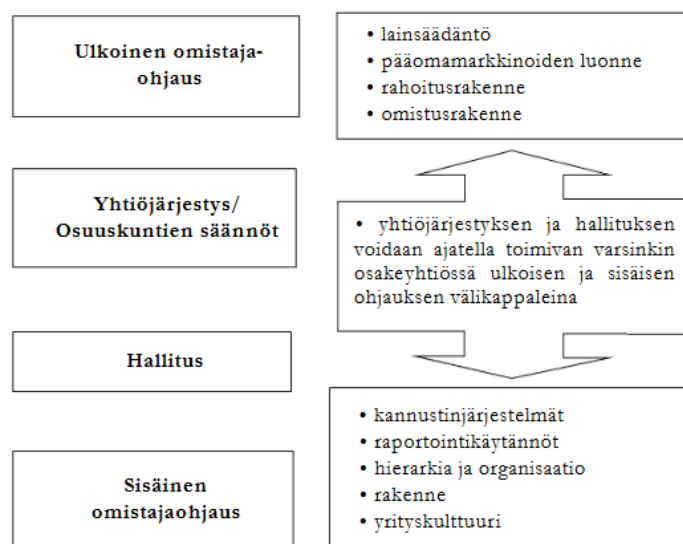 Ulkoinen omistaja-
ohjaus
• lainsäädäntö
• pääomamarkkinoiden luonne
• rahoitusrakenne
• omistusrakenne
Yhtiöjärjestys/
Osuuskuntien säännöt
• yhtiöjärjestyksen ja hallituksen
voidaan ajatella toimivan varsinkin
osakeyhtiössä ulkoisen ja sisäisen
ohjauksen välikappaleina
Hallitus
• kannustinjärjestelmät
• raportointikäytännöt
• hierarkia ja organisaatio
• rakenne
• yrityskulttuuri
Sisäinen
omistajaohjaus